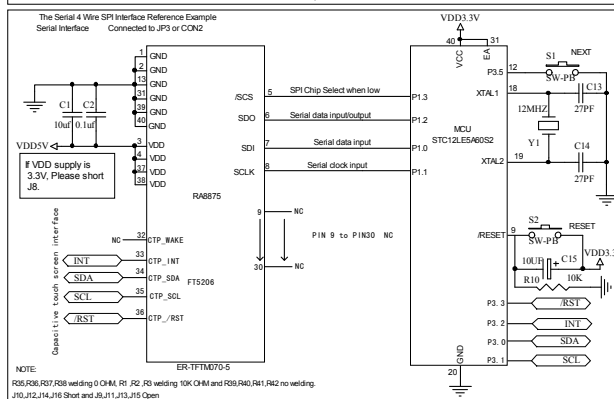 The Serial 4 Wire SPI Interface Reference Example
Serial Interface Connected to JP3 or CON2
VDD3.3V
40 31
VCC
EA
1 GND
2 GND
13 GND
31 GND
39 GND
40 GND
C1 C2
10uf 0.1uf
VDD5V
3 VDD
4 VDD
37 VDD
38 VDD
If VDD supply is
3.3V, Please short
J8.
RA8875
/SCS 5 SPI Chip Select when low P1.3
SDO 6 Serial data input/output P1.2
SDI 7 Serial data input P1.0
SCLK 8 Serial clock input P1.1
9 NC
PIN 9 to PIN30 NC
30 NC
MCU
STC12LE5A60S2
P3.5 12
S1 NEXT
SW-PB
XTAL1 18
C13
27PF
12MHZ
Y1
XTAL2 19
C14
27PF
S2 RESET
SW-PB
/RESET 9
VDD3.3
10UF + C15
R10 10K
P3. 3 /RST
P3. 2 INT
P3. 0 SDA
P3. 1 SCL
GND
20
Capacitive touch screen interface
NC 32 CTP_WAKE
INT 33 CTP_INT
SDA 34 CTP_SDA
SCL 35 CTP_SCL
/RST 36 CTP_/RST
FT5206
ER-TFTM070-5
NOTE:
R35,R36,R37,R38 welding 0 OHM, R1 ,R2 ,R3 welding 10K OHM and R39,R40,R41,R42 no welding.
J10,J12,J14,J16 Short and J9,J11,J13,J15 Open